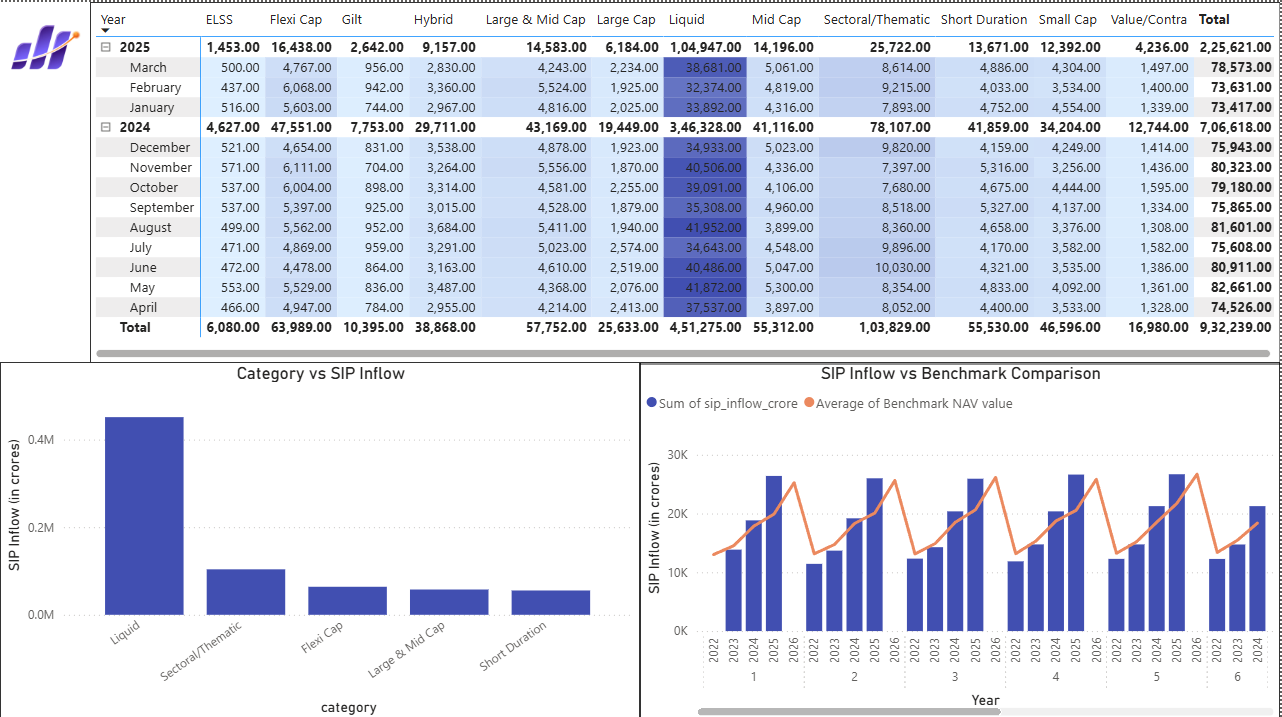 Year ELSS Flexi Cap Gilt Hybrid Large & Mid Cap Large Cap Liquid Mid Cap Sectoral/Thematic Short Duration Small Cap Value/Contra Total
2025 1,453.00 16,438.00 2,642.00 9,157.00 14,583.00 6,184.00 1,04,947.00 14,196.00 25,722.00 13,671.00 12,392.00 4,236.00 2,25,621.00
March 500.00 4,767.00 956.00 2,830.00 4,243.00 2,234.00 38,681.00 5,061.00 8,614.00 4,886.00 4,304.00 1,497.00 78,573.00
February 437.00 6,068.00 942.00 3,360.00 5,524.00 1,925.00 32,374.00 4,819.00 9,215.00 4,033.00 3,534.00 1,400.00 73,631.00
January 516.00 5,603.00 744.00 2,967.00 4,816.00 2,025.00 33,892.00 4,316.00 7,893.00 4,752.00 4,554.00 1,339.00 73,417.00
2024 4,627.00 47,551.00 7,753.00 29,711.00 43,169.00 19,449.00 3,46,328.00 41,116.00 78,107.00 41,859.00 34,204.00 12,744.00 7,06,618.00
December 521.00 4,654.00 831.00 3,538.00 4,878.00 1,923.00 34,933.00 5,023.00 9,820.00 4,159.00 4,249.00 1,414.00 75,943.00
November 571.00 6,111.00 704.00 3,264.00 5,556.00 1,870.00 40,506.00 4,336.00 7,397.00 5,316.00 3,256.00 1,436.00 80,323.00
October 537.00 6,004.00 898.00 3,314.00 4,581.00 2,255.00 39,091.00 4,106.00 7,680.00 4,675.00 4,444.00 1,595.00 79,180.00
September 537.00 5,397.00 925.00 3,015.00 4,528.00 1,879.00 35,308.00 4,960.00 8,518.00 5,327.00 4,137.00 1,334.00 75,865.00
August 499.00 5,562.00 952.00 3,684.00 5,411.00 1,940.00 41,952.00 3,899.00 8,360.00 4,658.00 3,376.00 1,308.00 81,601.00
July 471.00 4,869.00 959.00 3,291.00 5,023.00 2,574.00 34,643.00 4,548.00 9,896.00 4,170.00 3,582.00 1,582.00 75,608.00
June 472.00 4,478.00 864.00 3,163.00 4,610.00 2,519.00 40,486.00 5,047.00 10,030.00 4,321.00 3,535.00 1,386.00 80,911.00
May 553.00 5,529.00 836.00 3,487.00 4,368.00 2,076.00 41,872.00 5,300.00 8,354.00 4,833.00 4,092.00 1,361.00 82,661.00
April 466.00 4,947.00 784.00 2,955.00 4,214.00 2,413.00 37,537.00 3,897.00 8,052.00 4,400.00 3,533.00 1,328.00 74,526.00
Total 6,080.00 63,989.00 10,395.00 38,868.00 57,752.00 25,633.00 4,51,275.00 55,312.00 1,03,829.00 55,530.00 46,596.00 16,980.00 9,32,239.00
Category vs SIP Inflow
SIP Inflow (in crores)
0.4M
0.2M
0.0M
Liquid
Sectoral/Thematic
Flexi Cap
Large & Mid Cap
Short Duration
category
SIP Inflow vs Benchmark Comparison
Sum of sip_inflow_crore Average of Benchmark NAV value
SIP Inflow (in crores)
30K
20K
10K
0K
2022 2023 2024 2025 2026 2022 2023 2024 2025 2026 2022 2023 2024 2025 2026 2022 2023 2024 2025 2026 2022 2023 2024 2025 2026 2022 2023 2024
1 2 3 4 5 6
Year